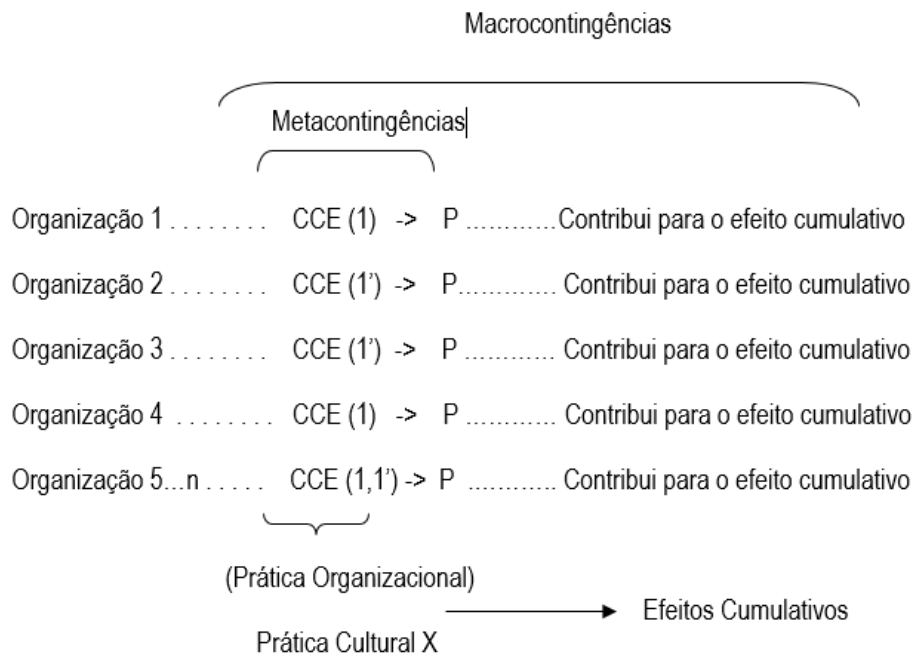 Macrocontingências
Metacontingências
Organização 1 . . . . . . . . CCE (1) -> P ............Contribui para o efeito cumulativo
Organização 2 . . . . . . . . CCE (1’) -> P............. Contribui para o efeito cumulativo
Organização 3 . . . . . . . . CCE (1’) -> P ............ Contribui para o efeito cumulativo
Organização 4 . . . . . . . . CCE (1) -> P ............ Contribui para o efeito cumulativo
Organização 5...n . . . . . CCE (1,1’) -> P ............ Contribui para o efeito cumulativo
(Prática Organizacional)
Prática Cultural X
Efeitos Cumulativos